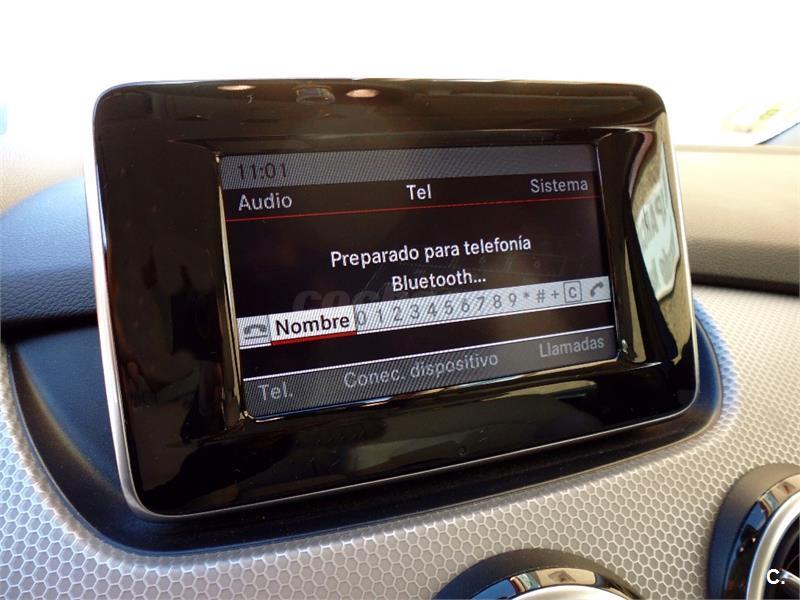 11:01
Audio Tel Sistema
Preparado para telefonía
Bluetooth...
Nombre 0 1 2 3 4 5 6 7 8 9 * # + C
Tel. Conec. dispositivo Llamadas
C.